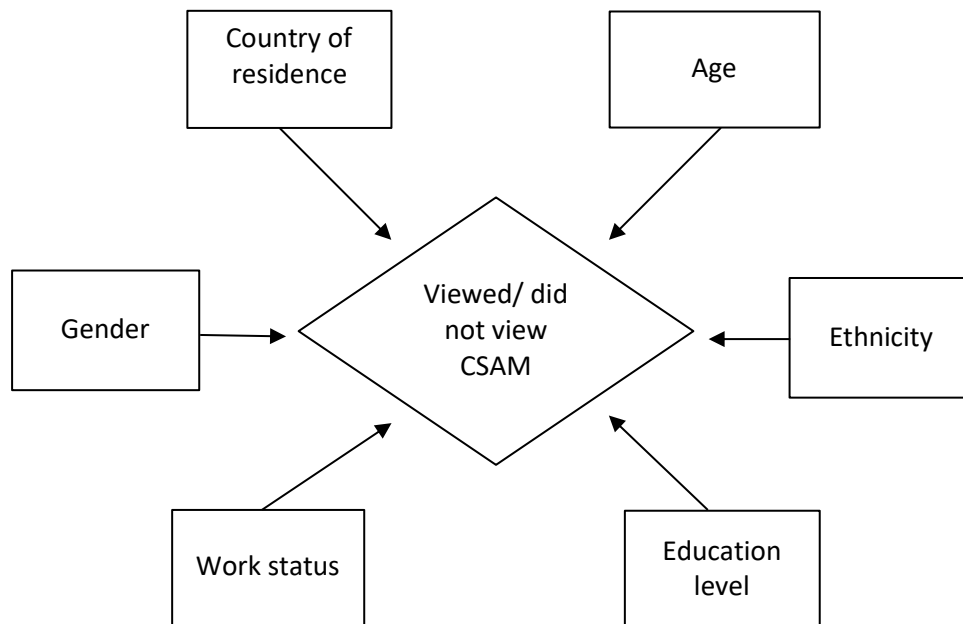 Country of
residence
Age
Gender
Viewed/ did
not view
CSAM
Ethnicity
Work status
Education
level